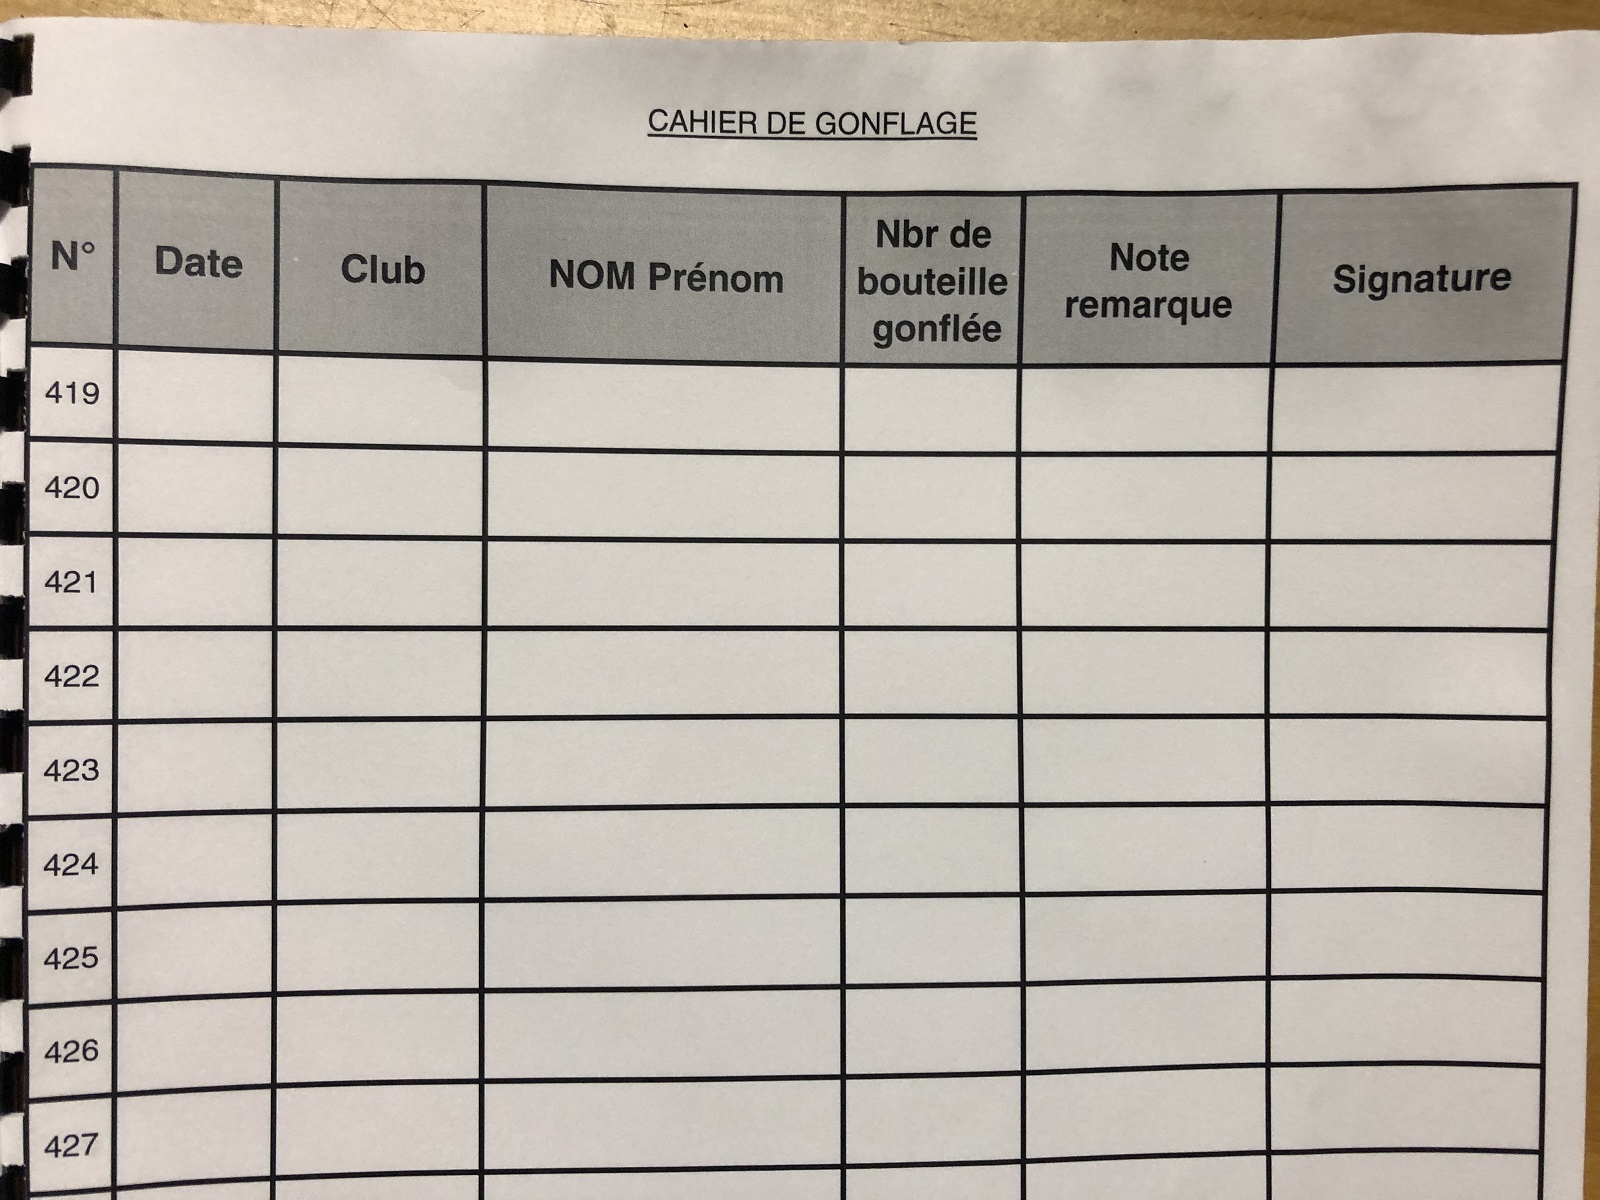 CAHIER DE GONFLAGE
N°
Date
Club
NOM Prénom
Nbr de
bouteille
gonflée
Note
remarque
Signature
419
420
421
422
423
424
425
426
427